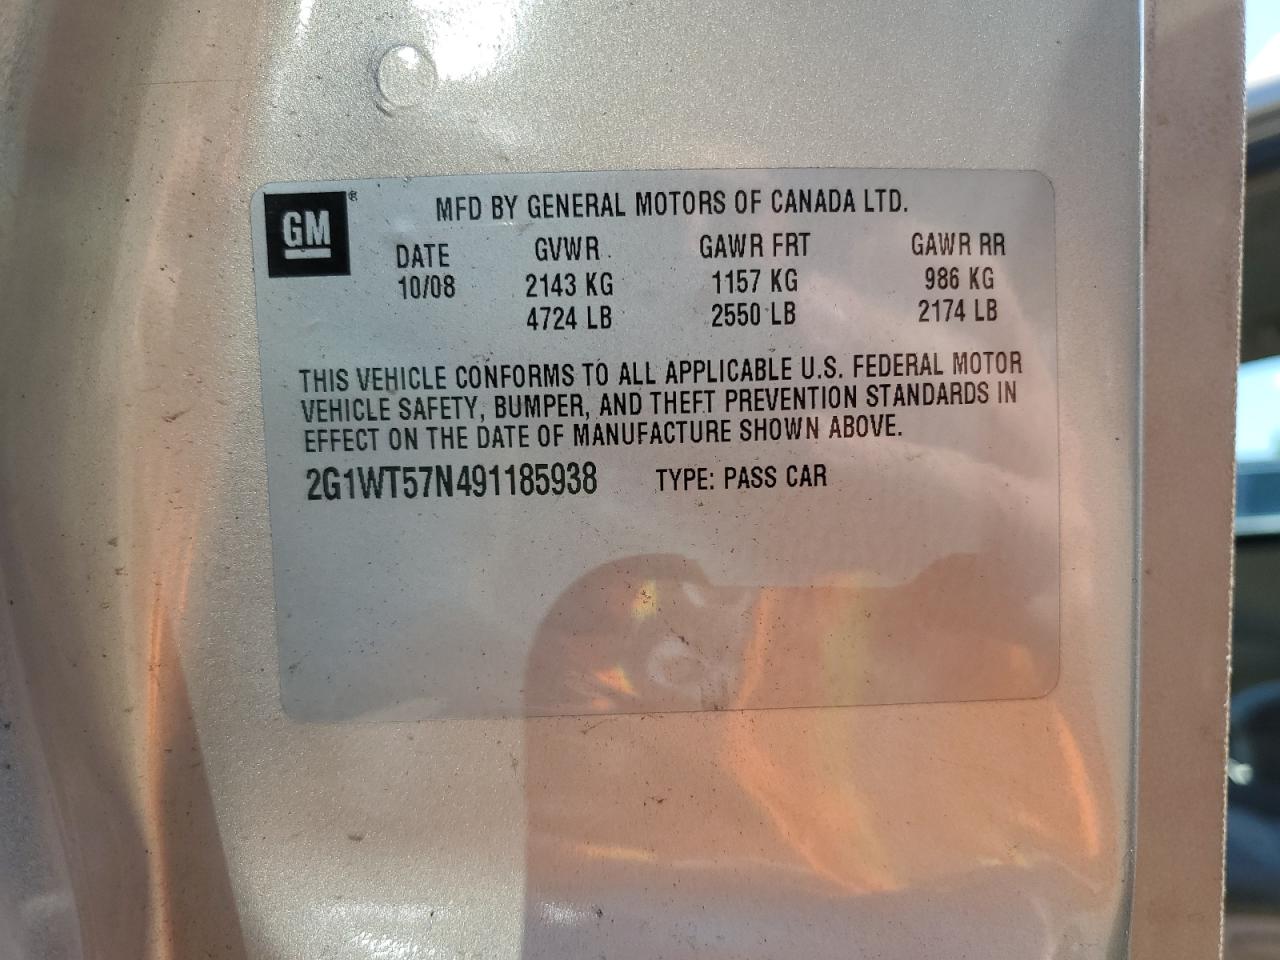 GM ®
MFD BY GENERAL MOTORS OF CANADA LTD.
DATE GVWR GAWR FRT GAWR RR
10/08 2143 KG 1157 KG 986 KG
4724 LB 2550 LB 2174 LB
THIS VEHICLE CONFORMS TO ALL APPLICABLE U.S. FEDERAL MOTOR
VEHICLE SAFETY, BUMPER, AND THEFT PREVENTION STANDARDS IN
EFFECT ON THE DATE OF MANUFACTURE SHOWN ABOVE.
2G1WT57N491185938 TYPE: PASS CAR